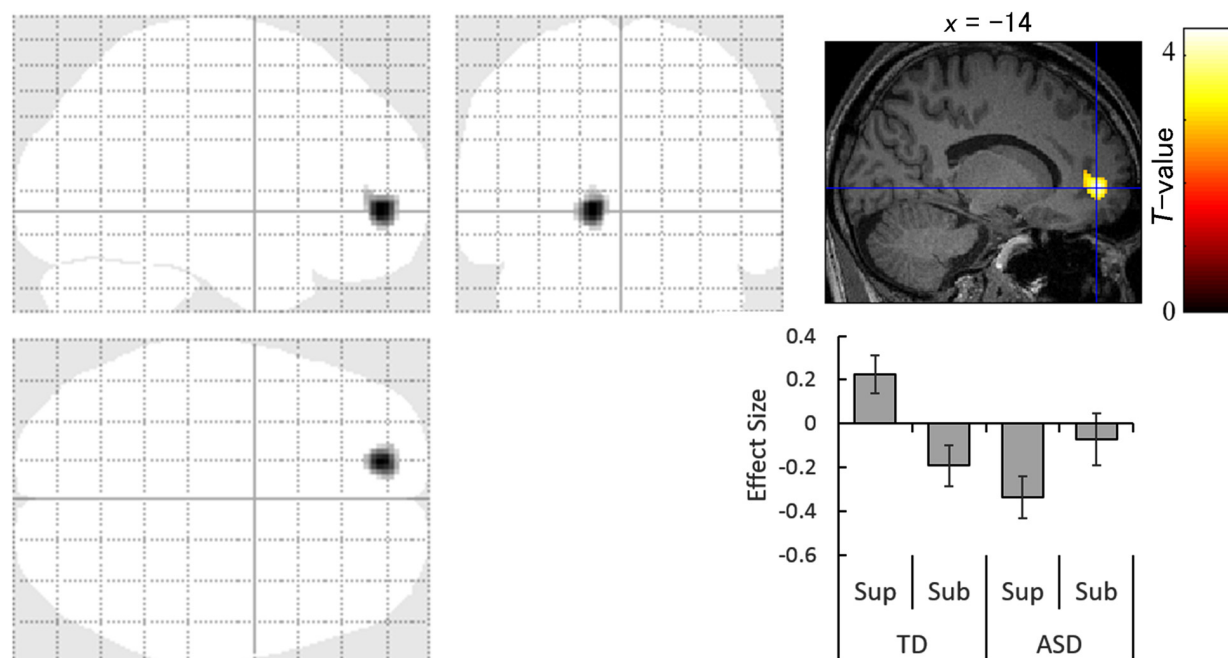 x = −14
4
T-value
0
0.4
0.2
0
-0.2
-0.4
-0.6
Effect Size
Sup Sub Sup Sub
TD ASD